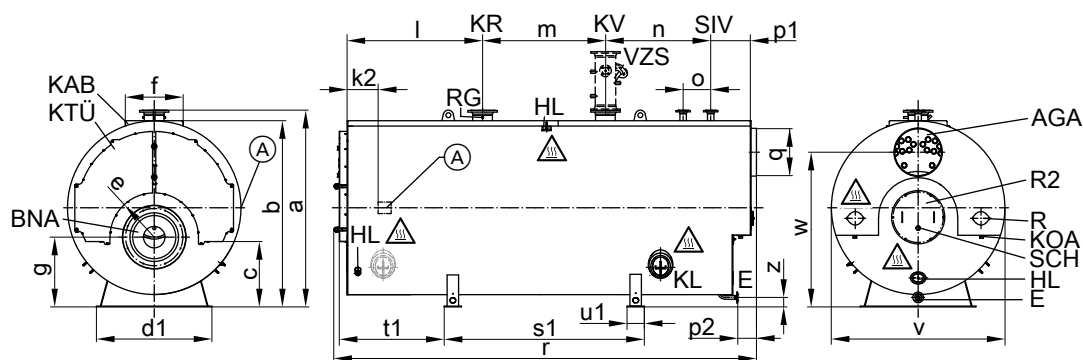 l KR m KV n SIV p1
KAB f
KTÜ
k2
RG
HL
VZS
o
AGA
A
A
e
BNA
g
c
b
a
d1
q
w
R2
R
KOA
SCH
HL
E
HL
KL
E
z
t1
s1
u1
p2
r
v